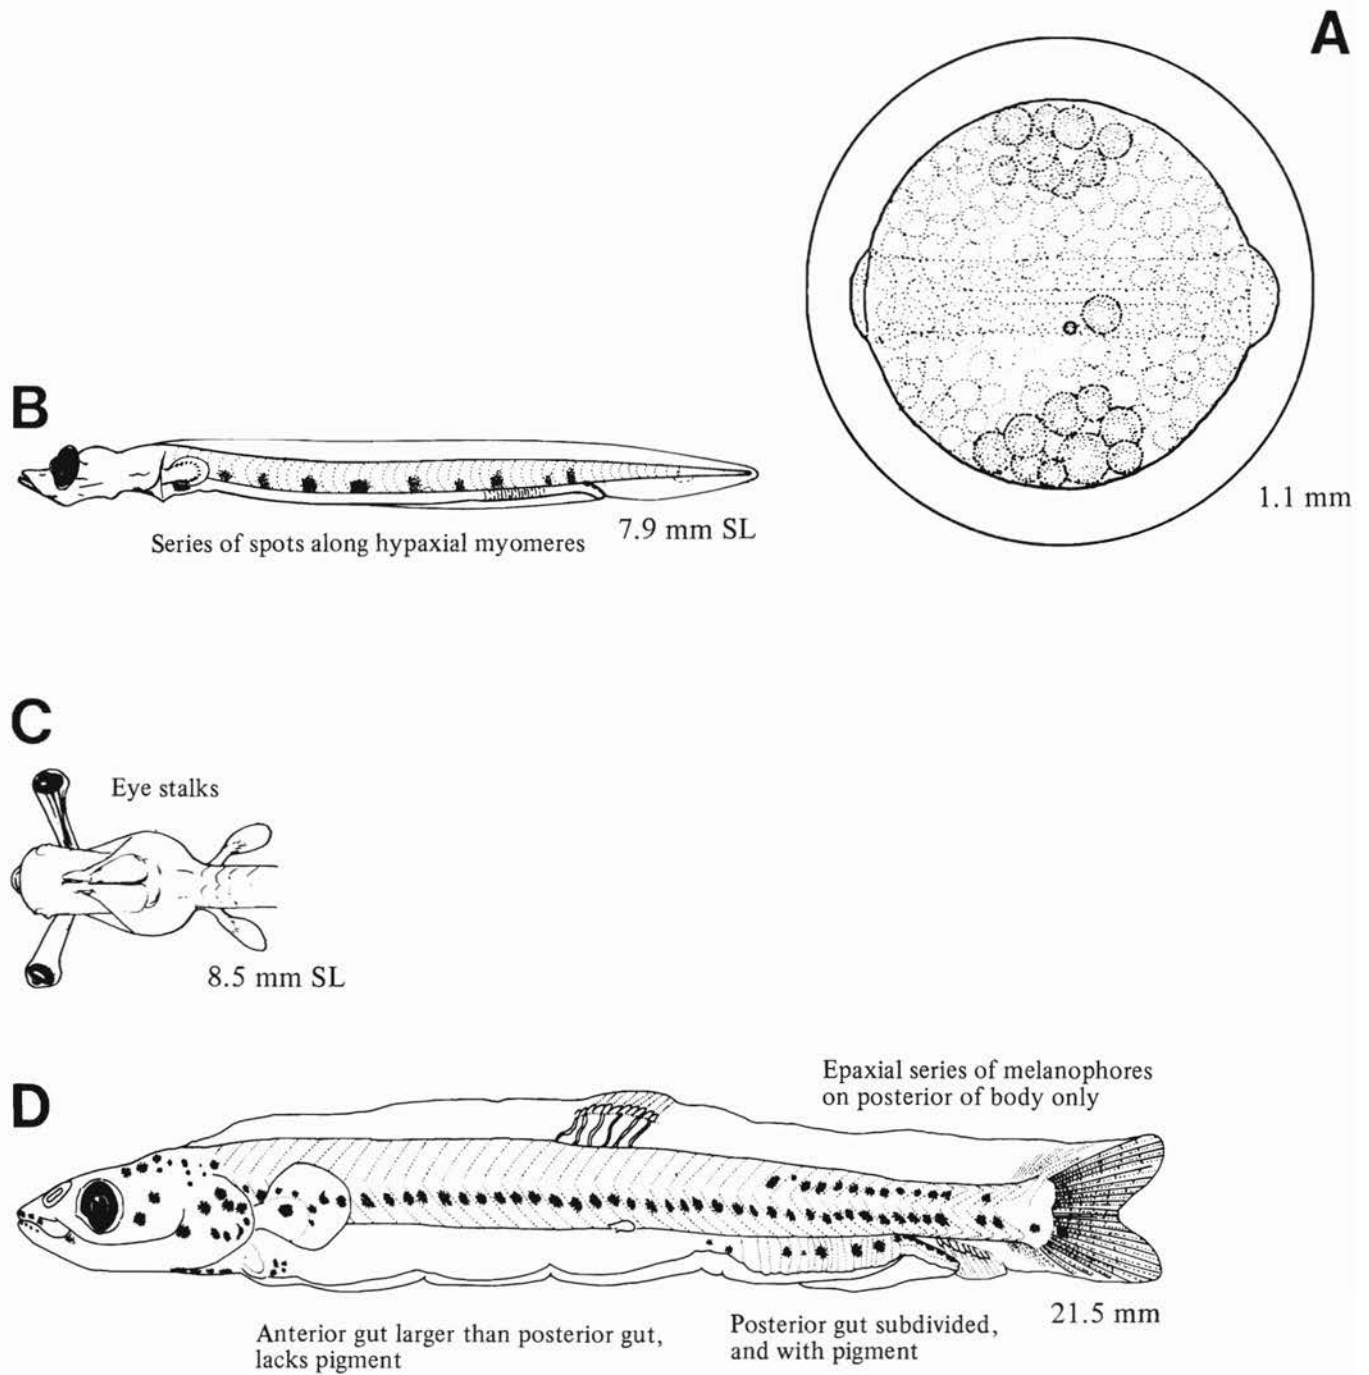 A
1.1 mm
B
7.9 mm SL
Series of spots along hypaxial myomeres
C
Eye stalks
8.5 mm SL
D
Epaxial series of melanophores
on posterior of body only
21.5 mm
Anterior gut larger than posterior gut,
lacks pigment
Posterior gut subdivided,
and with pigment